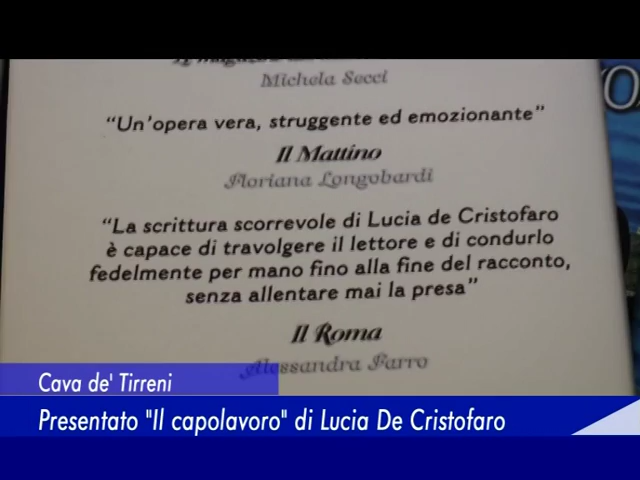 Michela Secci
"Un'opera vera, struggente ed emozionante"
Il Mattino
Floriana Longobardi
"La scrittura scorrevole di Lucia de Cristofaro
è capace di travolgere il lettore e di condurlo
fedelmente per mano fino alla fine del racconto,
senza allentare mai la presa"
Il Roma
Alessandra Farro
Cava de' Tirreni
Presentato "Il capolavoro" di Lucia De Cristofaro